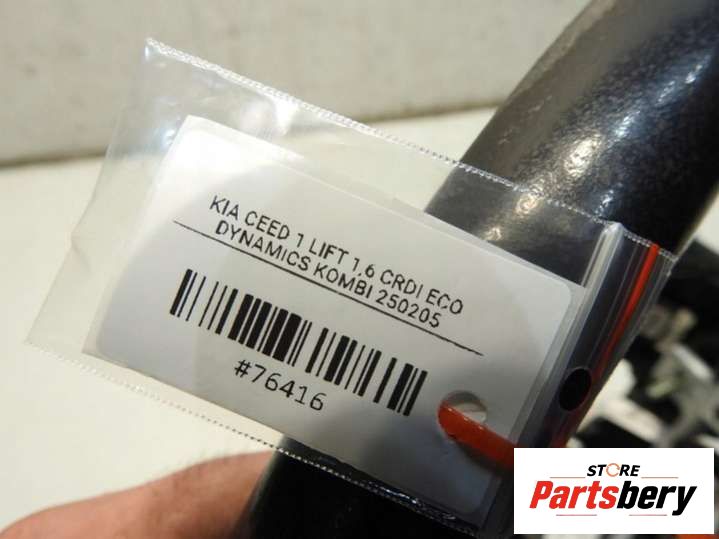 KIA CEED 1 LIFT 1,6 CRDI ECO
DYNAMICS KOMBI 250205
#76416
STORE
Partsbery